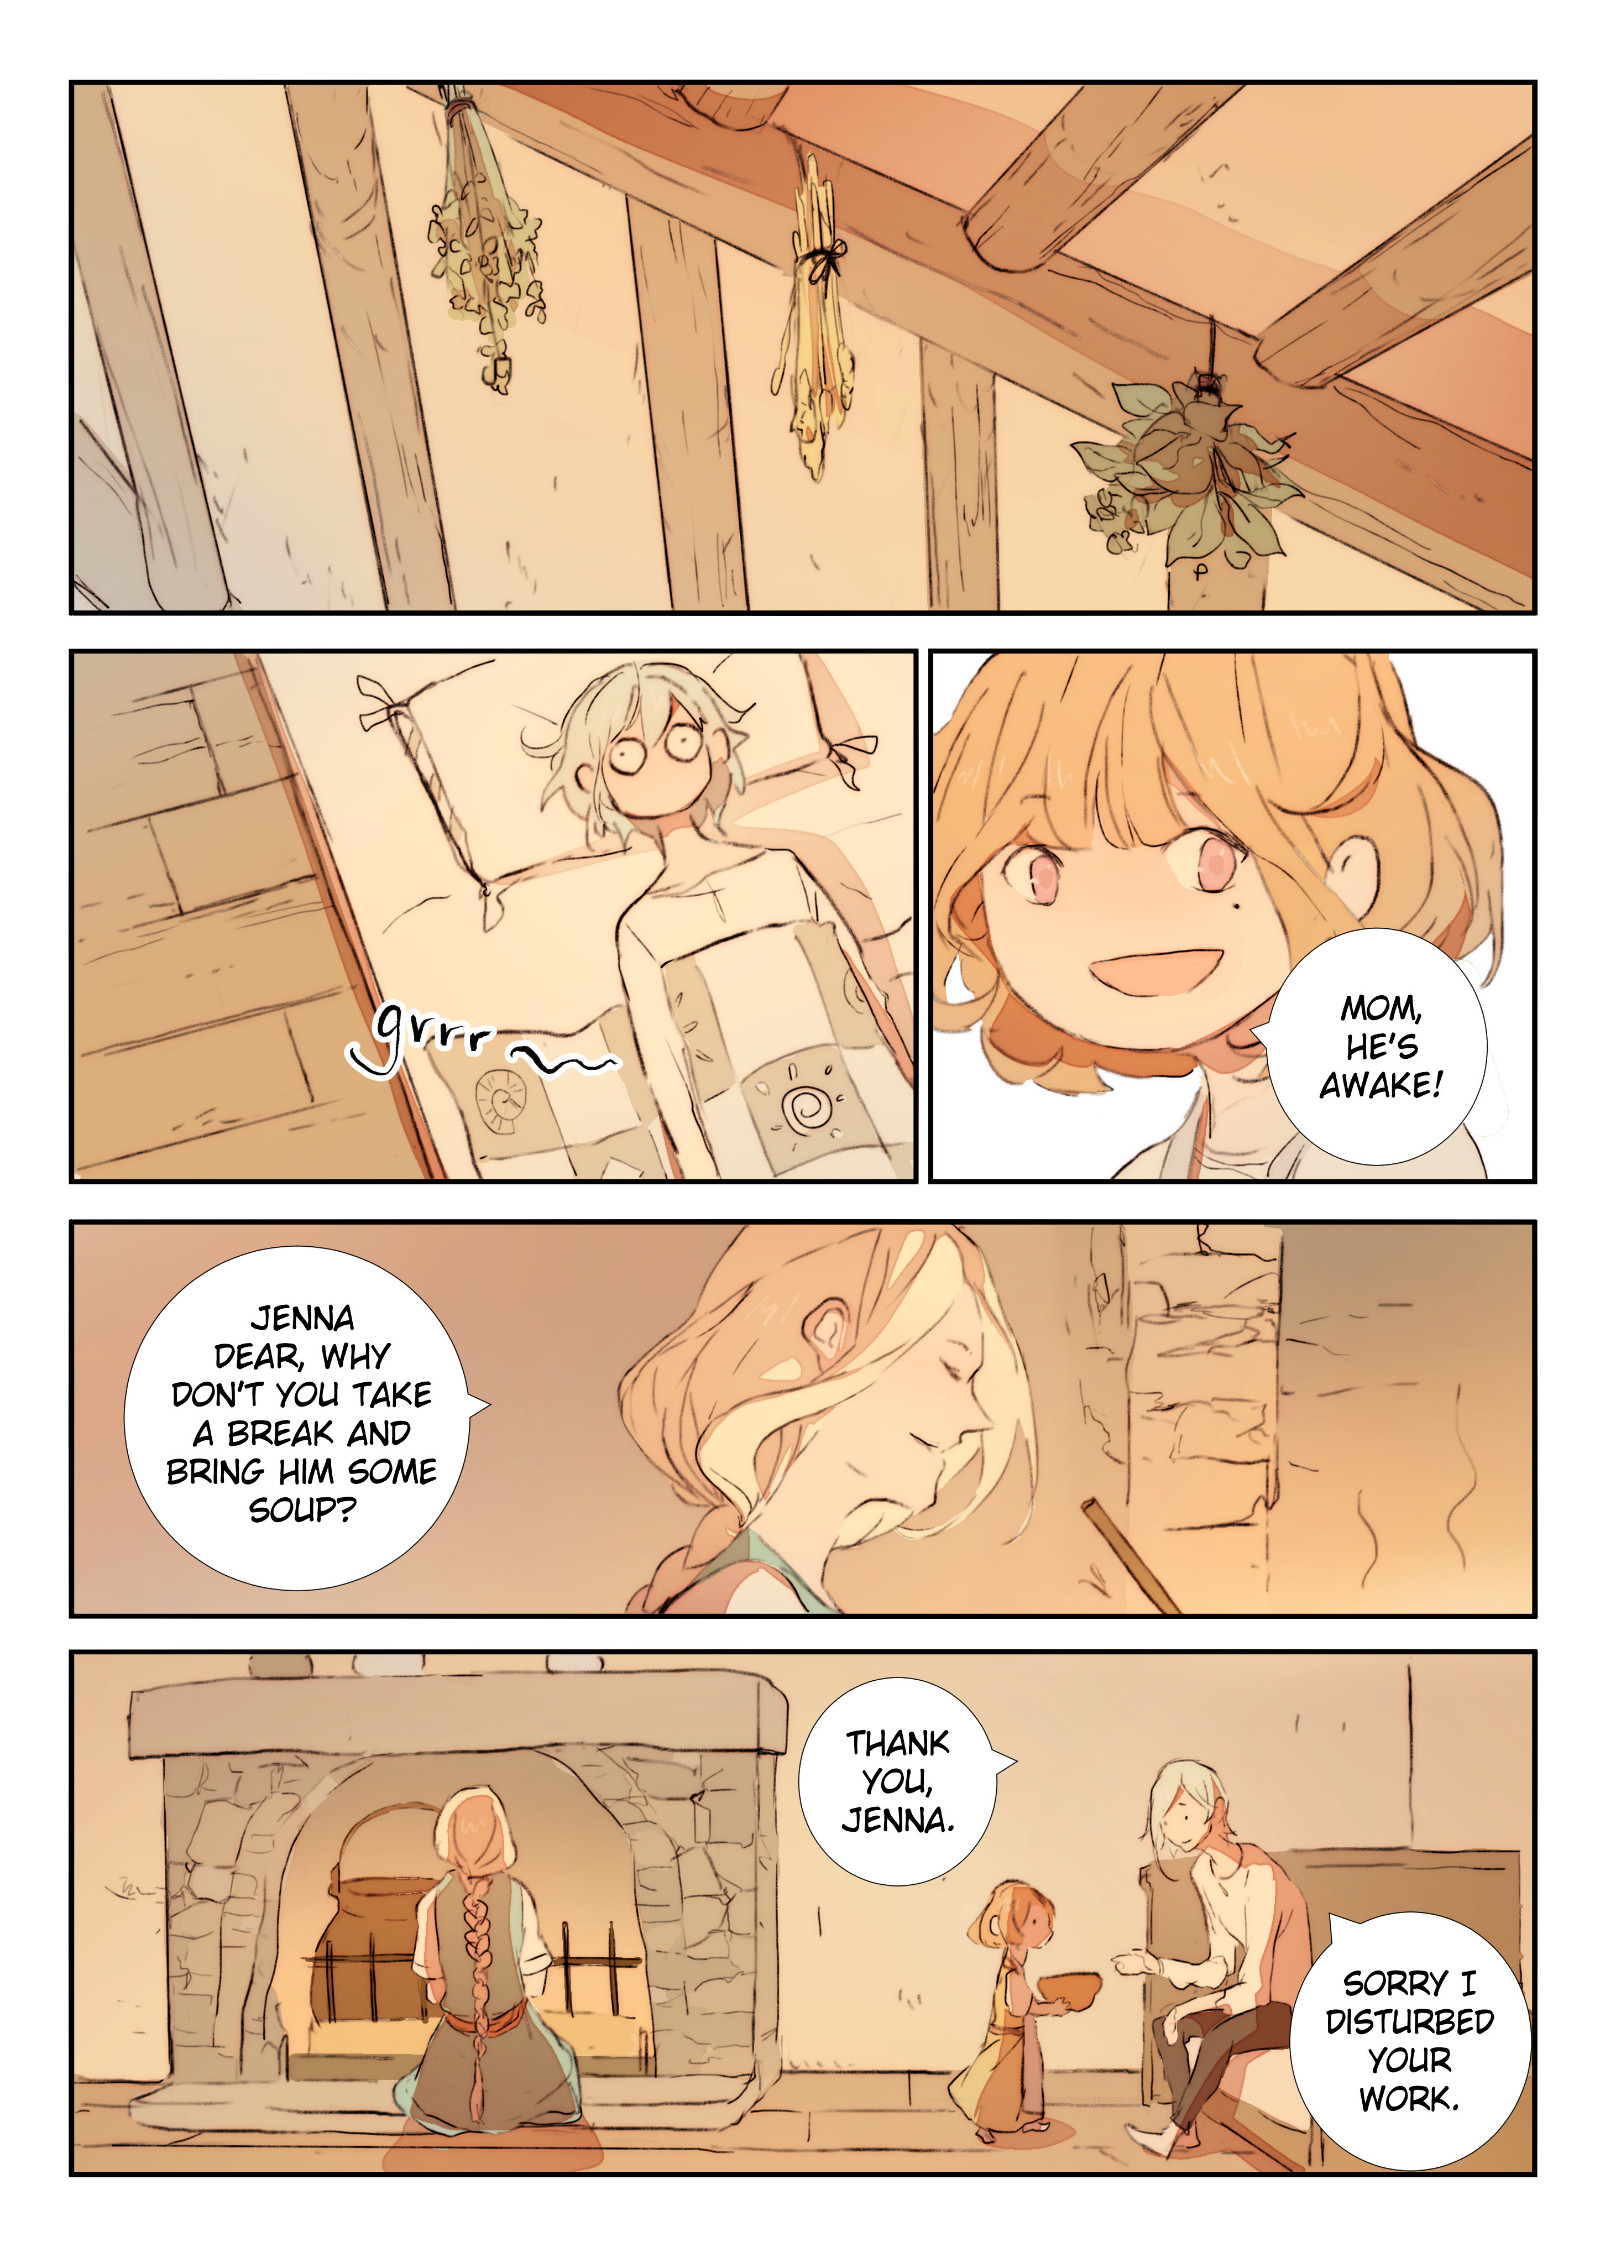 grrr
MOM,
HE'S
AWAKE!
JENNA
DEAR, WHY
DON'T YOU TAKE
A BREAK AND
BRING HIM SOME
SOUP?
THANK
YOU,
JENNA.
SORRY I
DISTURBED
YOUR
WORK.